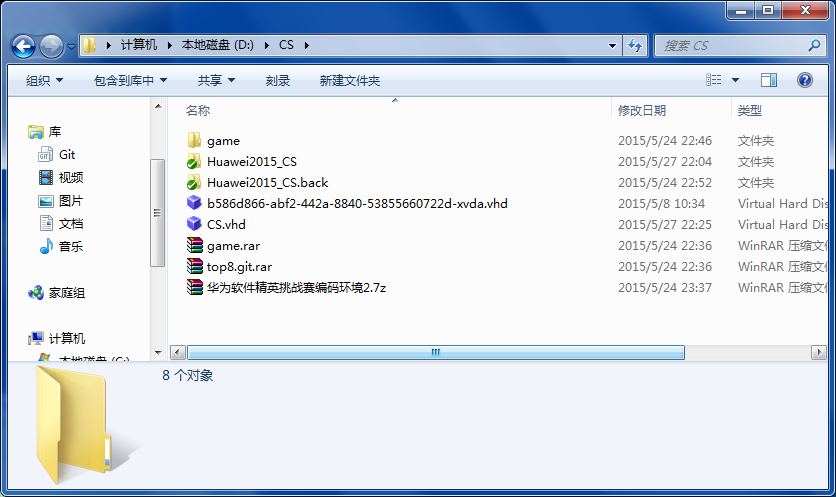 计算机 本地磁盘 (D:) CS 搜索 CS
组织 包含到库中 共享 刻录 新建文件夹
名称 修改日期 类型
库
Git
视频
图片
文档
音乐
家庭组
计算机
本地磁盘 (C:)
game 2015/5/24 22:46 文件夹
Huawei2015_CS 2015/5/27 22:04 文件夹
Huawei2015_CS.back 2015/5/24 22:52 文件夹
b586d866-abf2-442a-8840-53855660722d-xvda.vhd 2015/5/8 10:34 Virtual Hard Dis
CS.vhd 2015/5/27 22:25 Virtual Hard Dis
game.rar 2015/5/24 22:36 WinRAR 压缩文件
top8.git.rar 2015/5/24 22:36 WinRAR 压缩文件
华为软件精英挑战赛编码环境2.7z 2015/5/24 23:37 WinRAR 压缩文件
8 个对象